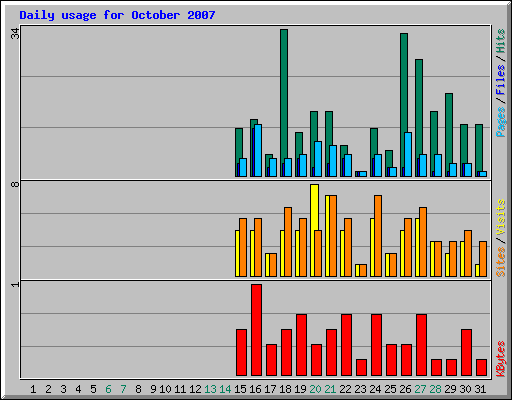 Daily usage for October 2007
34
Pages / Files / Hits
8
Sites / Visits
1
KBytes
1 2 3 4 5 6 7 8 9 10 11 12 13 14 15 16 17 18 19 20 21 22 23 24 25 26 27 28 29 30 31